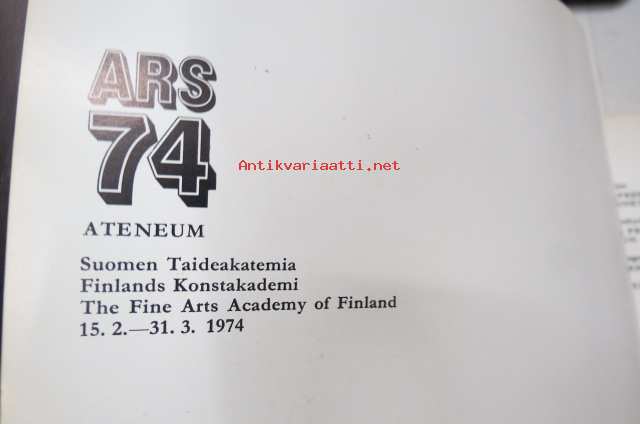 ARS
74
Antikvariaatti.net
ATENEUM
Suomen Taideakatemia
Finlands Konstakademi
The Fine Arts Academy of Finland
15. 2.—31. 3. 1974